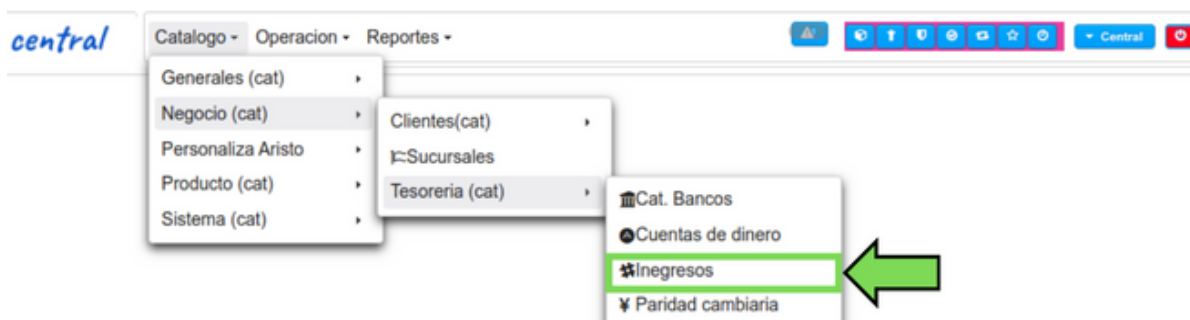 central
Catalogo Operacion Reportes
Central
Generales (cat)
Negocio (cat)
Personaliza Aristo
Producto (cat)
Sistema (cat)
Clientes(cat)
Sucursales
Tesoreria (cat)
Cat. Bancos
Cuentas de dinero
Inegresos
¥ Paridad cambiaria